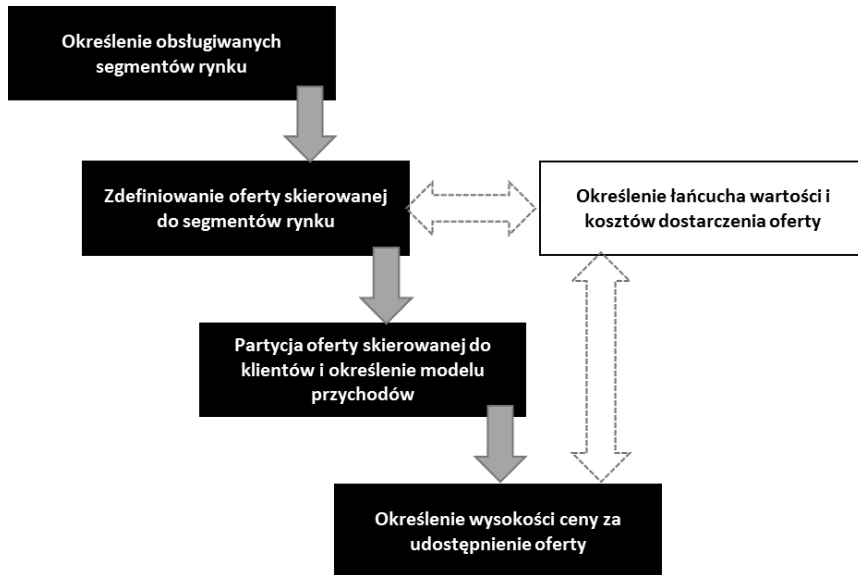 Określenie obsługiwanych
segmentów rynku
Zdefiniowanie oferty skierowanej
do segmentów rynku
Określenie łańcucha wartości i
kosztów dostarczenia oferty
Partycja oferty skierowanej do
klientów i określenie modelu
przychodów
Określenie wysokości ceny za
udostępnienie oferty